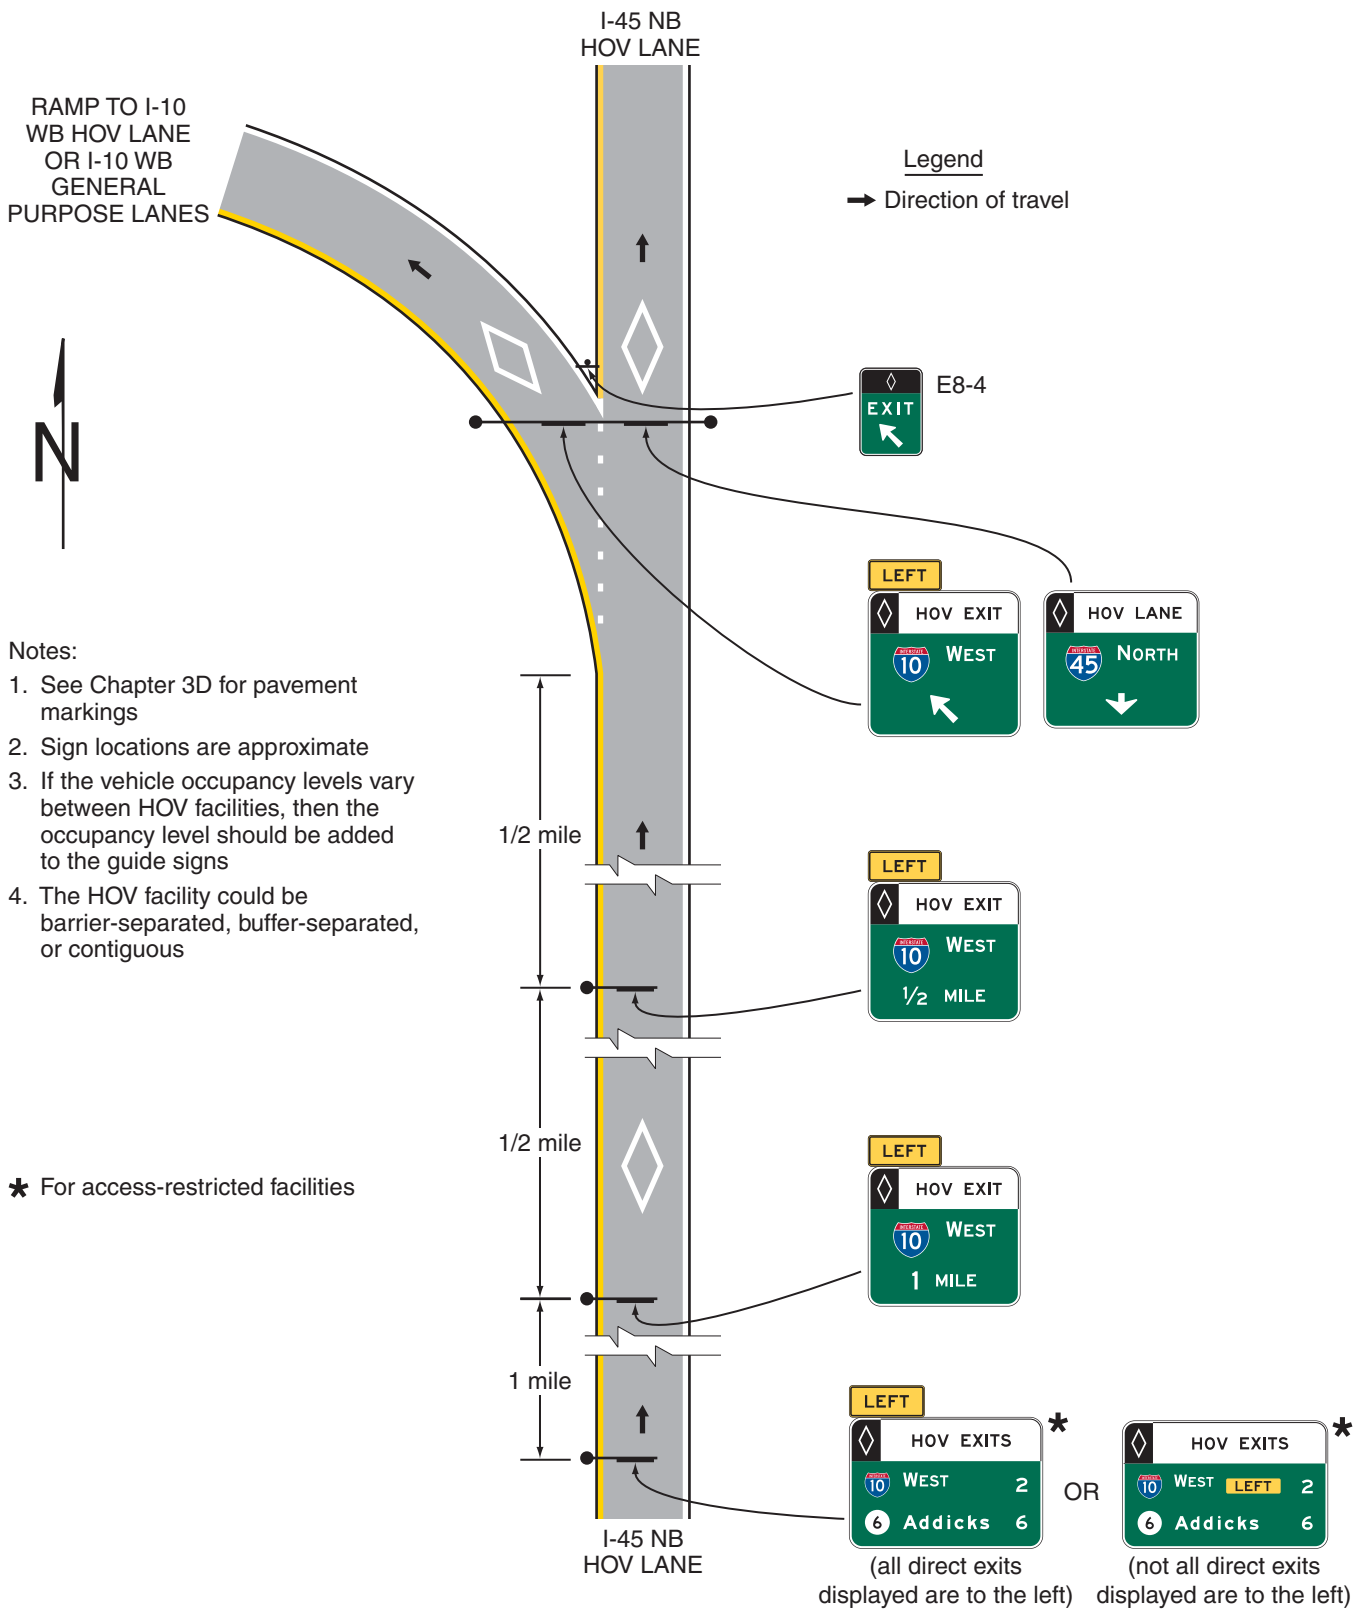 I-45 NB
HOV LANE
RAMP TO I-10
WB HOV LANE
OR I-10 WB
GENERAL
PURPOSE LANES
Legend
Direction of travel
N
EXIT
E8-4
LEFT
HOV EXIT
INTERSTATE
10
WEST
HOV LANE
INTERSTATE
45
NORTH
Notes:
1. See Chapter 3D for pavement
markings
2. Sign locations are approximate
3. If the vehicle occupancy levels vary
between HOV facilities, then the
occupancy level should be added
to the guide signs
4. The HOV facility could be
barrier-separated, buffer-separated,
or contiguous
* For access-restricted facilities
1/2 mile
LEFT
HOV EXIT
INTERSTATE
10
WEST
1/2 MILE
1/2 mile
LEFT
HOV EXIT
INTERSTATE
10
WEST
1 MILE
1 mile
LEFT
HOV EXITS
*
INTERSTATE
10 WEST 2
6 Addicks 6
(all direct exits
displayed are to the left)
OR
HOV EXITS
*
INTERSTATE
10 WEST LEFT 2
6 Addicks 6
(not all direct exits
displayed are to the left)
I-45 NB
HOV LANE